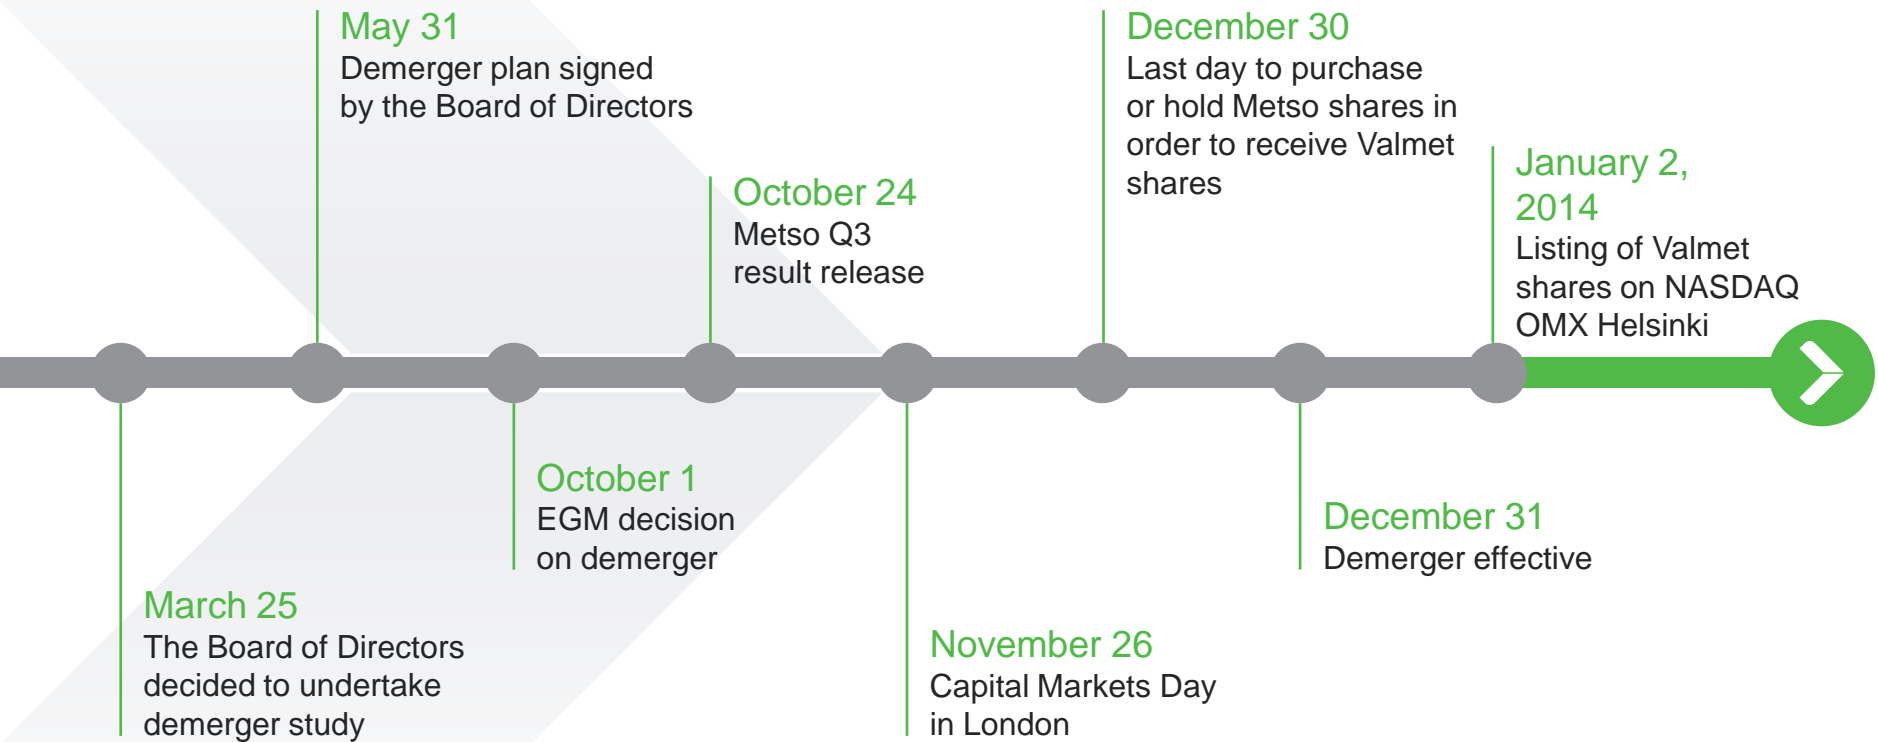 May 31
Demerger plan signed
by the Board of Directors
December 30
Last day to purchase
or hold Metso shares in
order to receive Valmet
shares
October 24
Metso Q3
result release
January 2,
2014
Listing of Valmet
shares on NASDAQ
OMX Helsinki
March 25
The Board of Directors
decided to undertake
demerger study
October 1
EGM decision
on demerger
November 26
Capital Markets Day
in London
December 31
Demerger effective